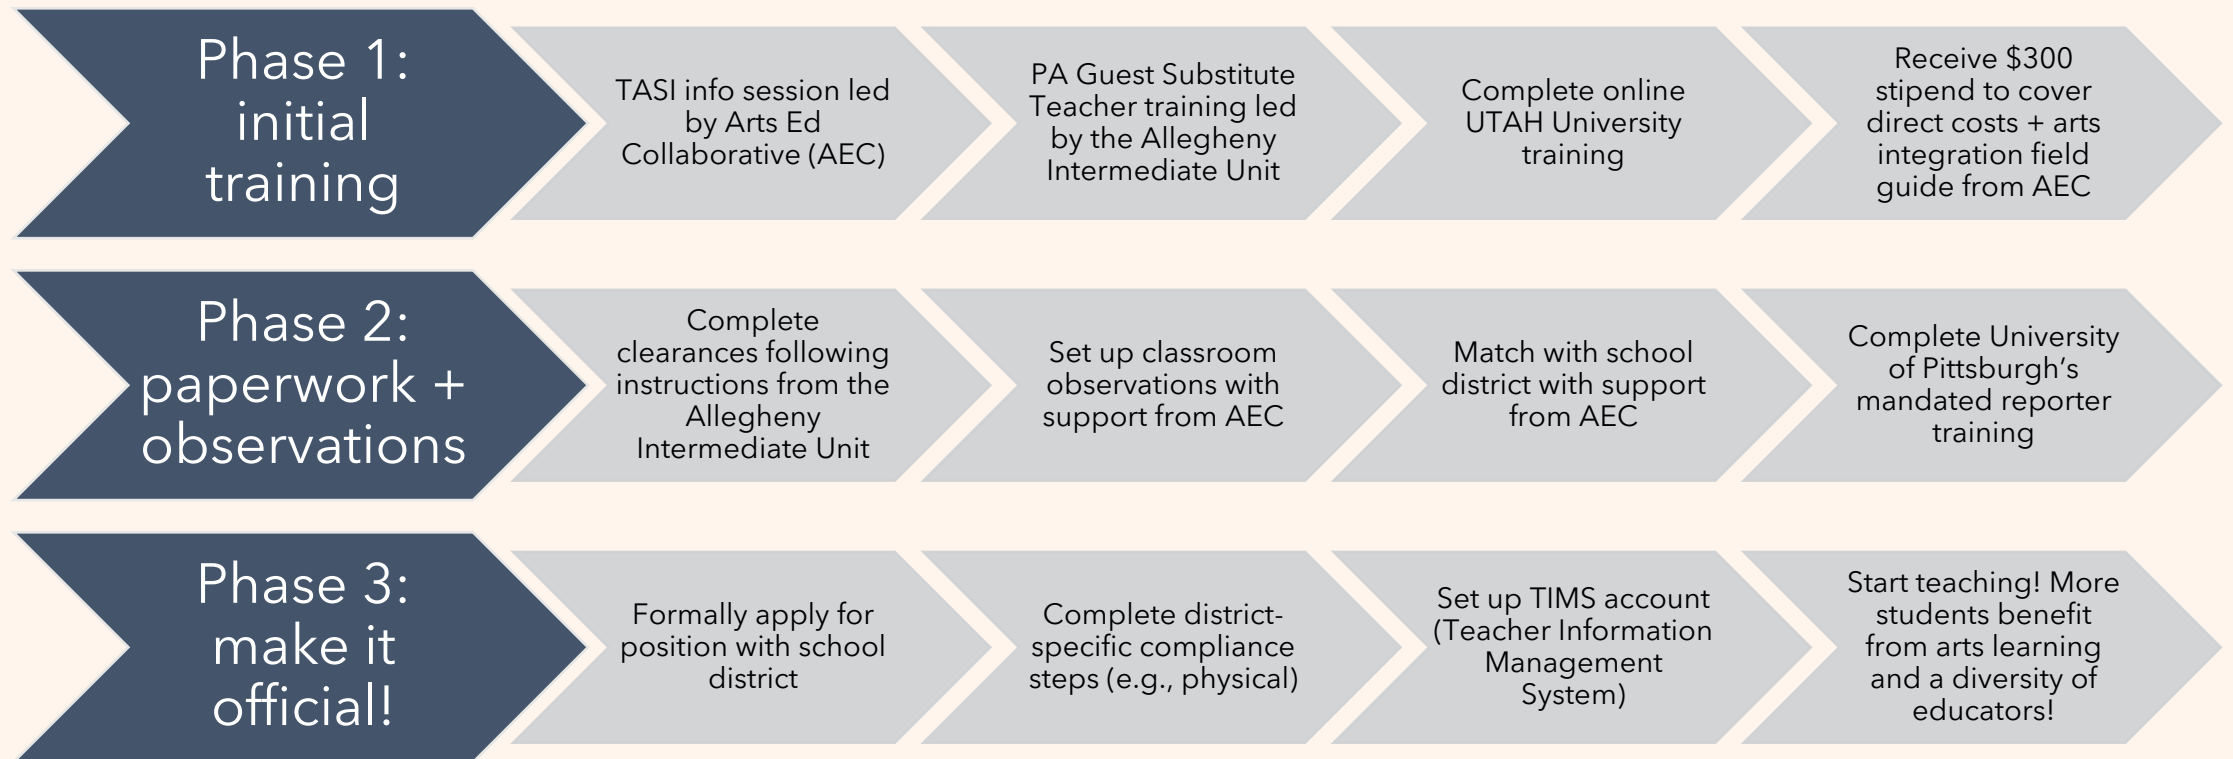 Phase 1:
initial
training
TASI info session led
by Arts Ed
Collaborative (AEC)
PA Guest Substitute
Teacher training led
by the Allegheny
Intermediate Unit
Complete online
UTAH University
training
Receive $300
stipend to cover
direct costs + arts
integration field
guide from AEC
Phase 2:
paperwork +
observations
Complete
clearances following
instructions from the
Allegheny
Intermediate Unit
Set up classroom
observations with
support from AEC
Match with school
district with support
from AEC
Complete University
of Pittsburgh’s
mandated reporter
training
Phase 3:
make it
official!
Formally apply for
position with school
district
Complete district-
specific compliance
steps (e.g., physical)
Set up TIMS account
(Teacher Information
Management
System)
Start teaching! More
students benefit
from arts learning
and a diversity of
educators!